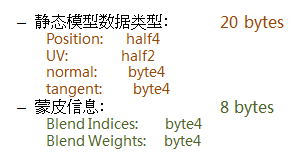 – 静态模型数据类型: 20 bytes
Position: half4
UV: half2
normal: byte4
tangent: byte4
– 蒙皮信息: 8 bytes
Blend Indices: byte4
Blend Weights: byte4